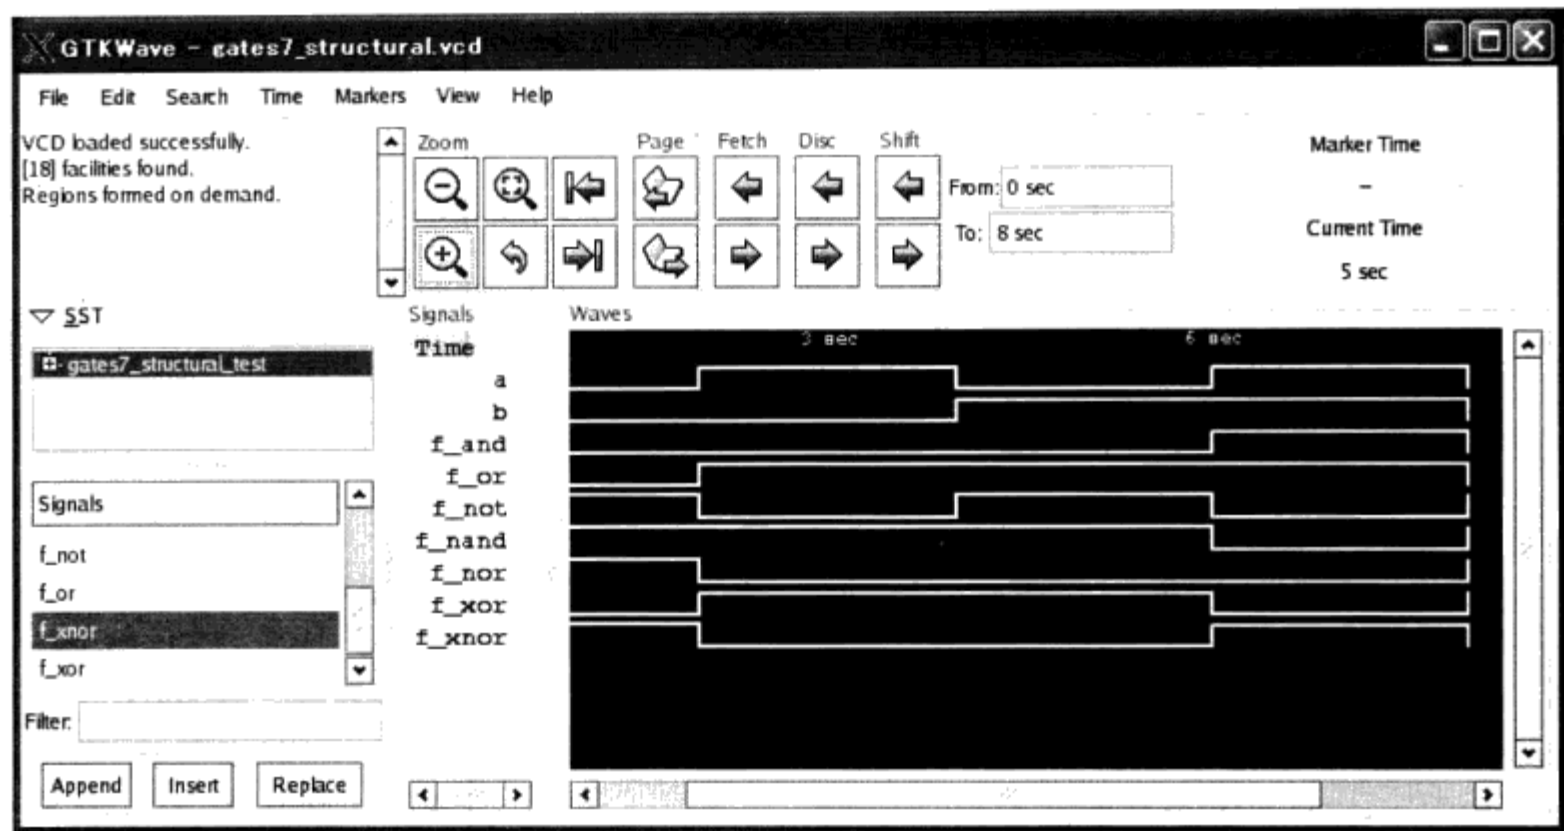 GTKWave - gates7_structural.vcd
File Edit Search Time Markers View Help
VCD loaded successfully.
[18] facilities found.
Regions formed on demand.
Zoom Page Fetch Disc Shift
From: 0 sec
To: 8 sec
Marker Time
–
Current Time
5 sec
SST
gates7_structural_test
Signals
f_not
f_or
f_xnor
f_xor
Filter:
Append Insert Replace
Signals
Time
a
b
f_and
f_or
f_not
f_nand
f_nor
f_xor
f_xnor
Waves
3 sec 6 sec